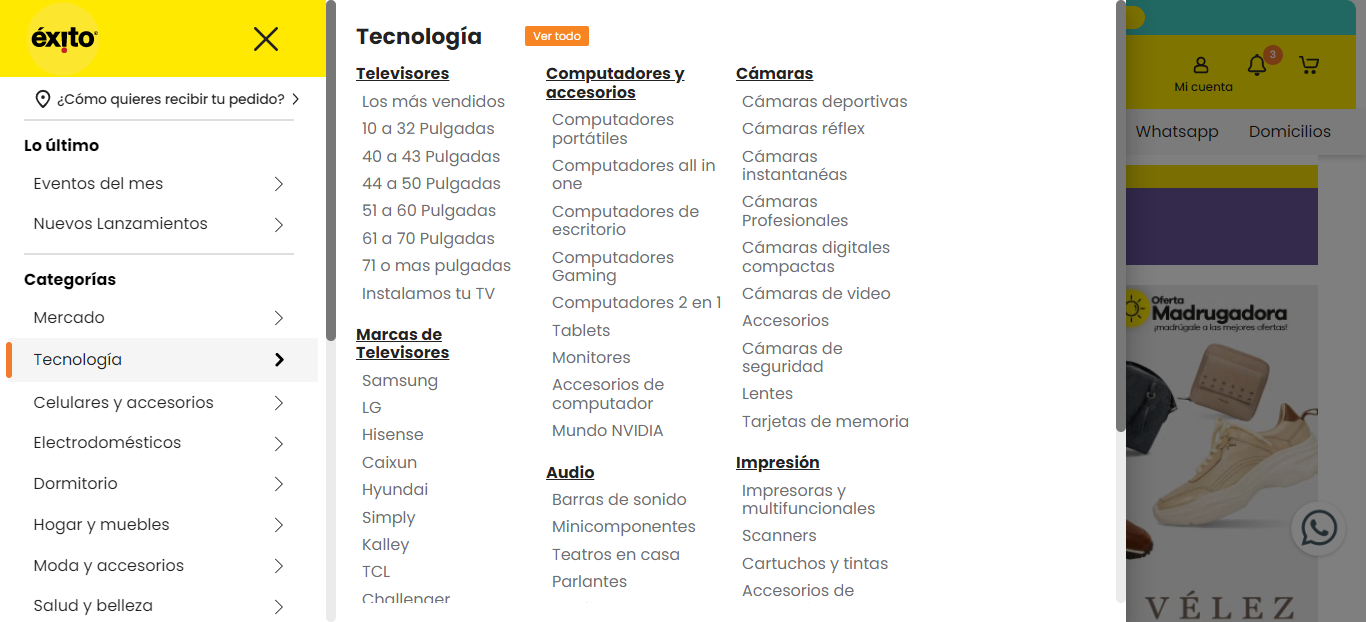 éxito
¿Cómo quieres recibir tu pedido?
Lo último
Eventos del mes
Nuevos Lanzamientos
Categorías
Mercado
Tecnología
Celulares y accesorios
Electrodomésticos
Dormitorio
Hogar y muebles
Moda y accesorios
Salud y belleza
Tecnología
Ver todo
Televisores
Los más vendidos
10 a 32 Pulgadas
40 a 43 Pulgadas
44 a 50 Pulgadas
51 a 60 Pulgadas
61 a 70 Pulgadas
71 o mas pulgadas
Instalamos tu TV
Marcas de
Televisores
Samsung
LG
Hisense
Caixun
Hyundai
Simply
Kalley
TCL
Challenger
Computadores y
accesorios
Computadores
portátiles
Computadores all in
one
Computadores de
escritorio
Computadores
Gaming
Computadores 2 en 1
Tablets
Monitores
Accesorios de
computador
Mundo NVIDIA
Audio
Barras de sonido
Minicomponentes
Teatros en casa
Parlantes
Cámaras
Cámaras deportivas
Cámaras réflex
Cámaras
instantanéas
Cámaras
Profesionales
Cámaras digitales
compactas
Cámaras de video
Accesorios
Cámaras de
seguridad
Lentes
Tarjetas de memoria
Impresión
Impresoras y
multifuncionales
Scanners
Cartuchos y tintas
Accesorios de
3
Mi cuenta
Whatsapp
Domicilios
Oferta
Madrugadora
¡madrúgale a las mejores ofertas!
VÉLEZ